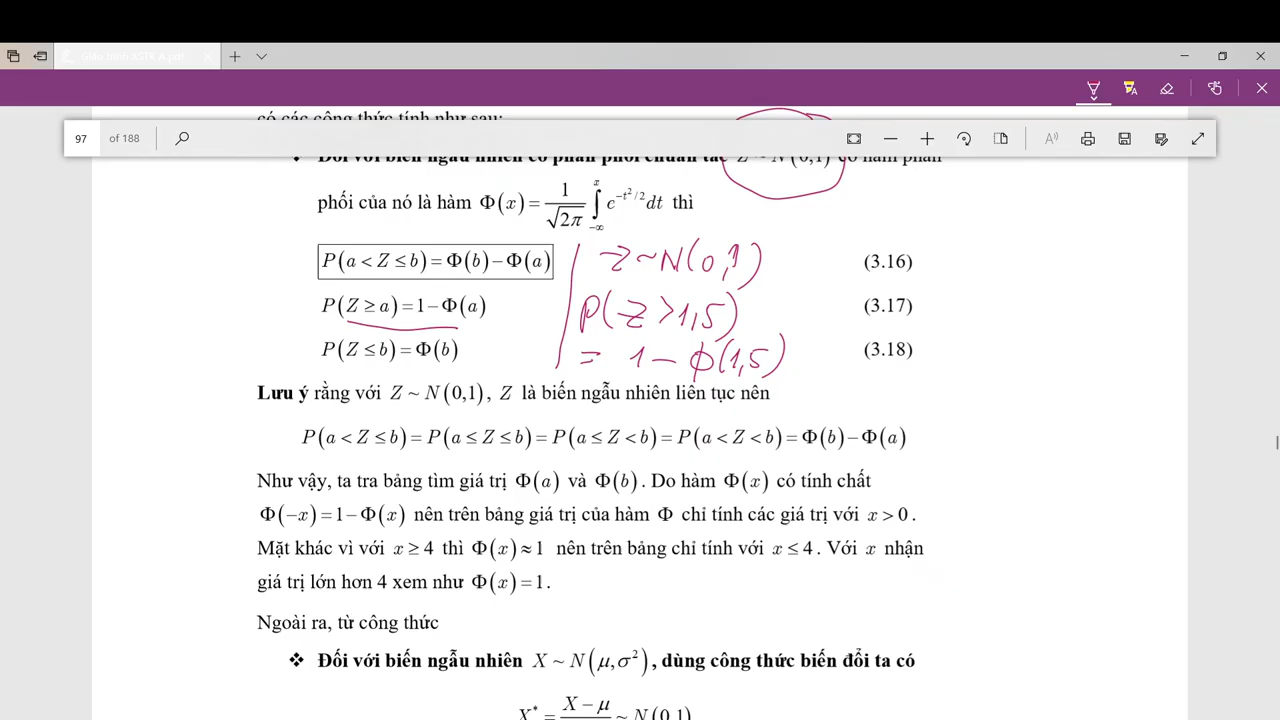 Giáo trình XSTK A.pdf
có các công thức tính như sau:
97 of 188
Đối với biến ngẫu nhiên có phân phối chuẩn tắc Z ~ N(0,1) có hàm phân
phối của nó là hàm Φ(x) = 1/√2π ∫_{−∞}^{x} e^{−t²/2} dt thì
P(a < Z ≤ b) = Φ(b) − Φ(a) (3.16)
Z ~ N(0,1)
P(Z ≥ a) = 1 − Φ(a) (3.17)
P(Z > 1,5)
P(Z ≤ b) = Φ(b) (3.18)
= 1 − Φ(1,5)
Lưu ý rằng với Z ~ N(0,1), Z là biến ngẫu nhiên liên tục nên
P(a < Z ≤ b) = P(a ≤ Z ≤ b) = P(a ≤ Z < b) = P(a < Z < b) = Φ(b) − Φ(a)
Như vậy, ta tra bảng tìm giá trị Φ(a) và Φ(b). Do hàm Φ(x) có tính chất
Φ(−x) = 1 − Φ(x) nên trên bảng giá trị của hàm Φ chỉ tính các giá trị với x > 0.
Mặt khác vì với x ≥ 4 thì Φ(x) ≈ 1 nên trên bảng chỉ tính với x ≤ 4. Với x nhận
giá trị lớn hơn 4 xem như Φ(x) = 1.
Ngoài ra, từ công thức
❖ Đối với biến ngẫu nhiên X ~ N(μ, σ²), dùng công thức biến đổi ta có
X* = X − μ ~ N(0,1)